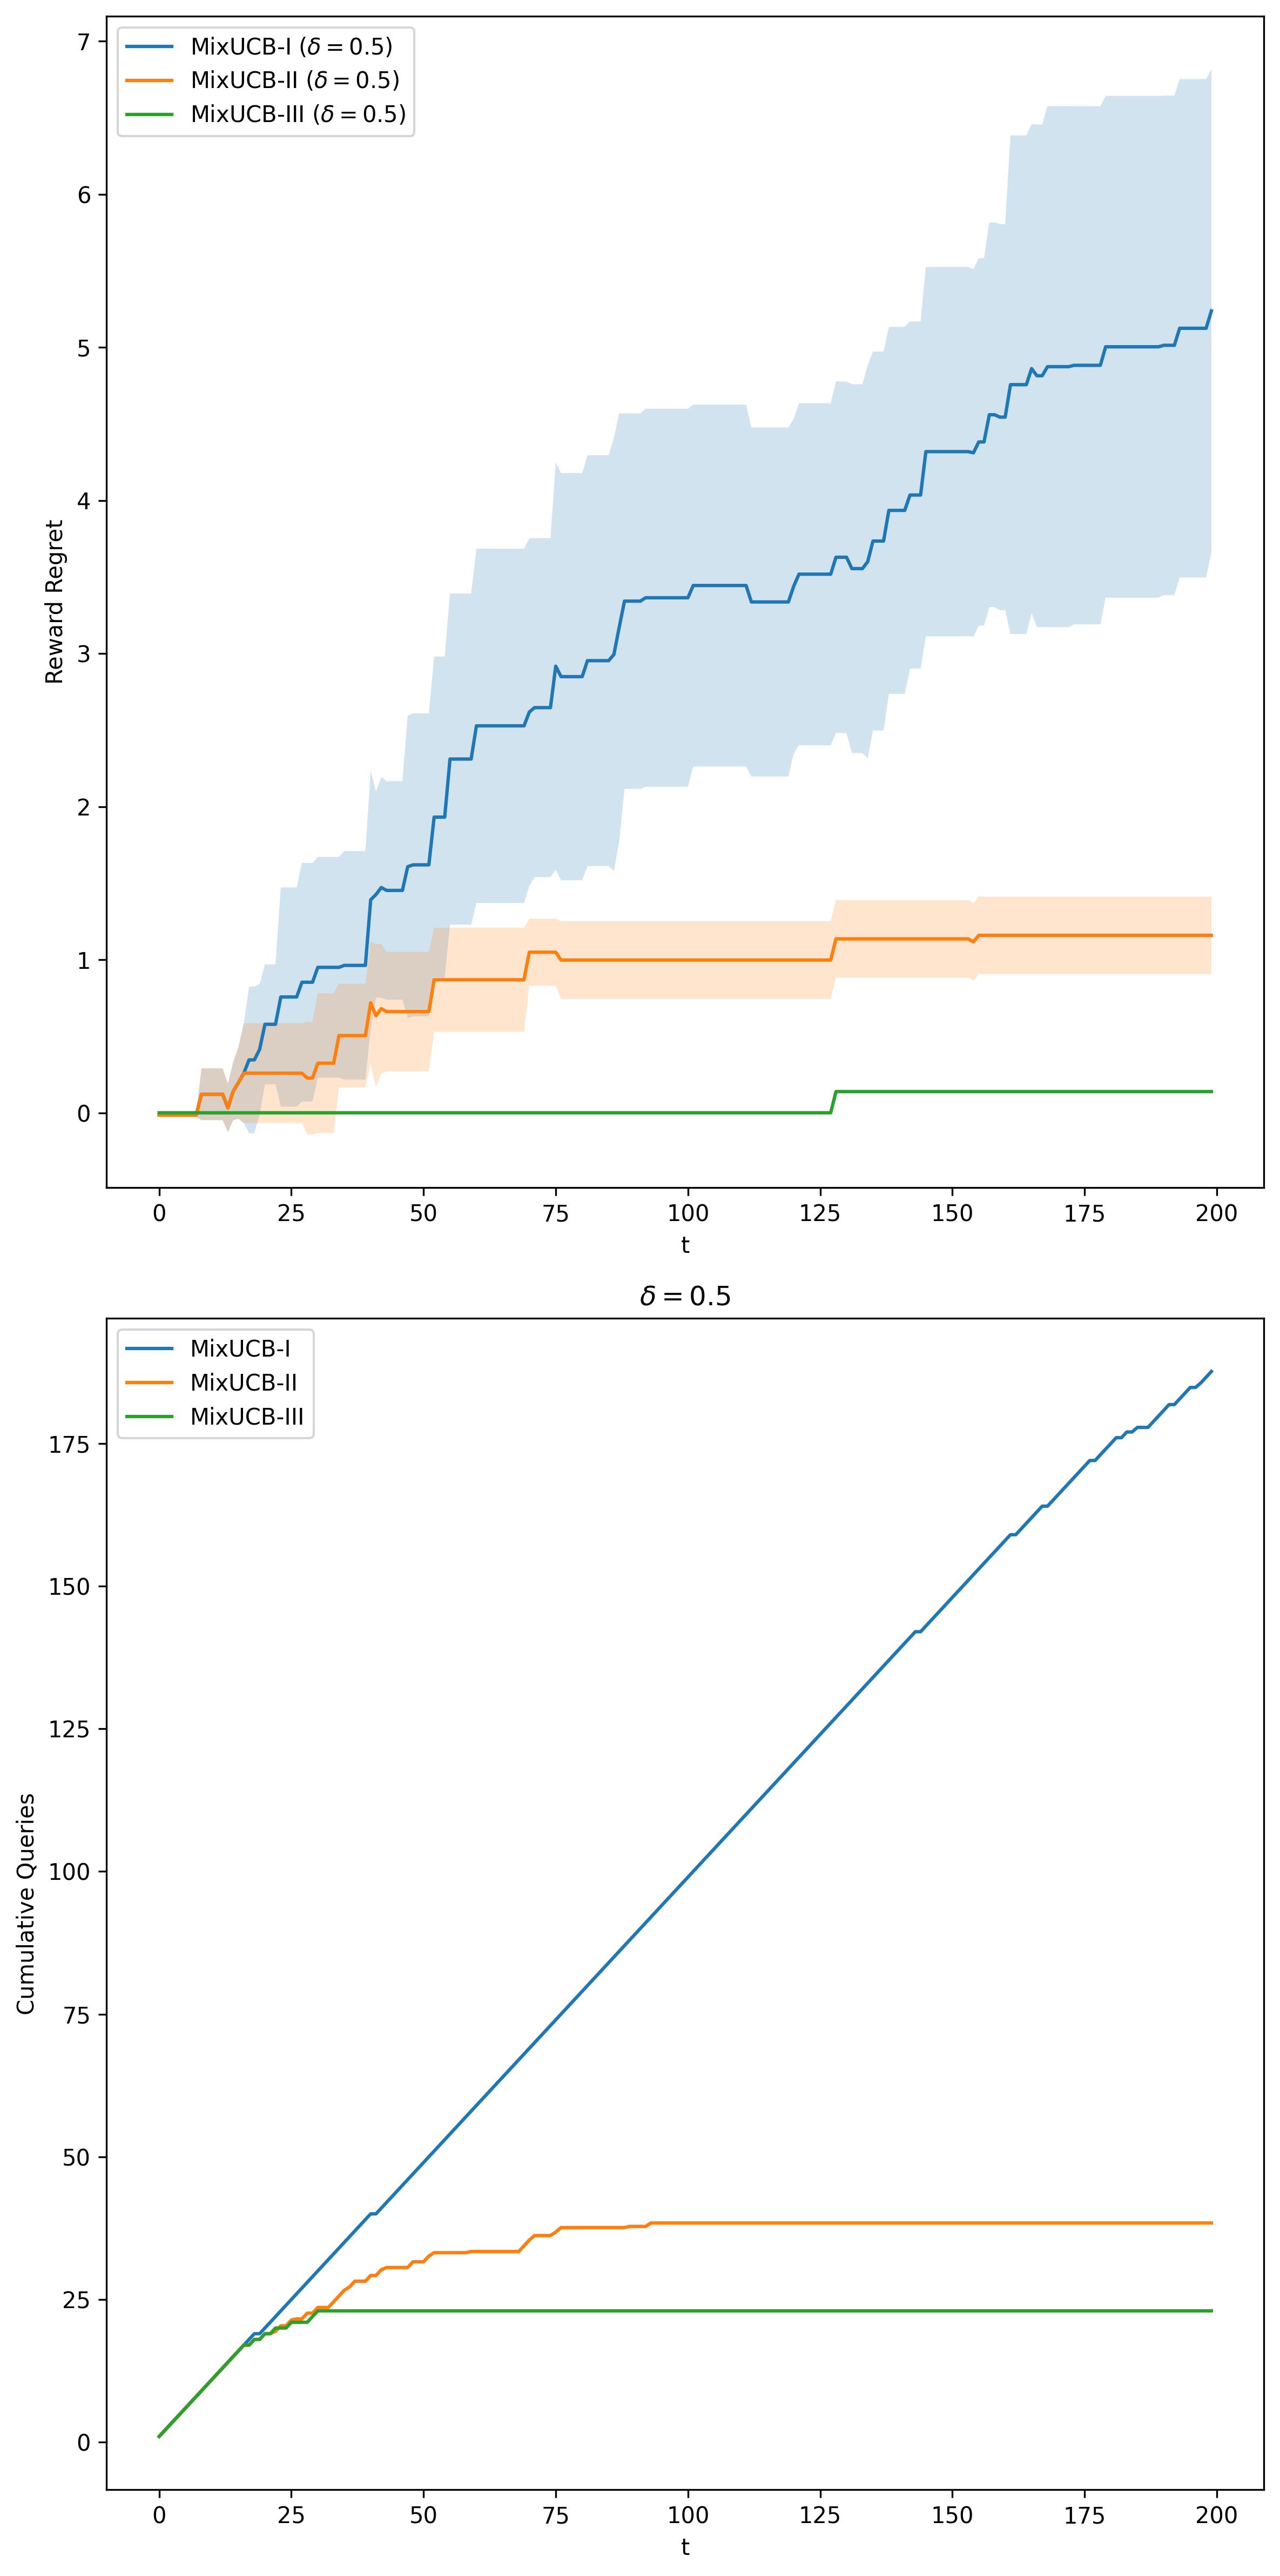 MixUCB-I (δ = 0.5)
MixUCB-II (δ = 0.5)
MixUCB-III (δ = 0.5)
7
6
5
4
3
2
1
0
Reward Regret
0 25 50 75 100 125 150 175 200
t
δ = 0.5
MixUCB-I
MixUCB-II
MixUCB-III
175
150
125
100
75
50
25
0
Cumulative Queries
0 25 50 75 100 125 150 175 200
t